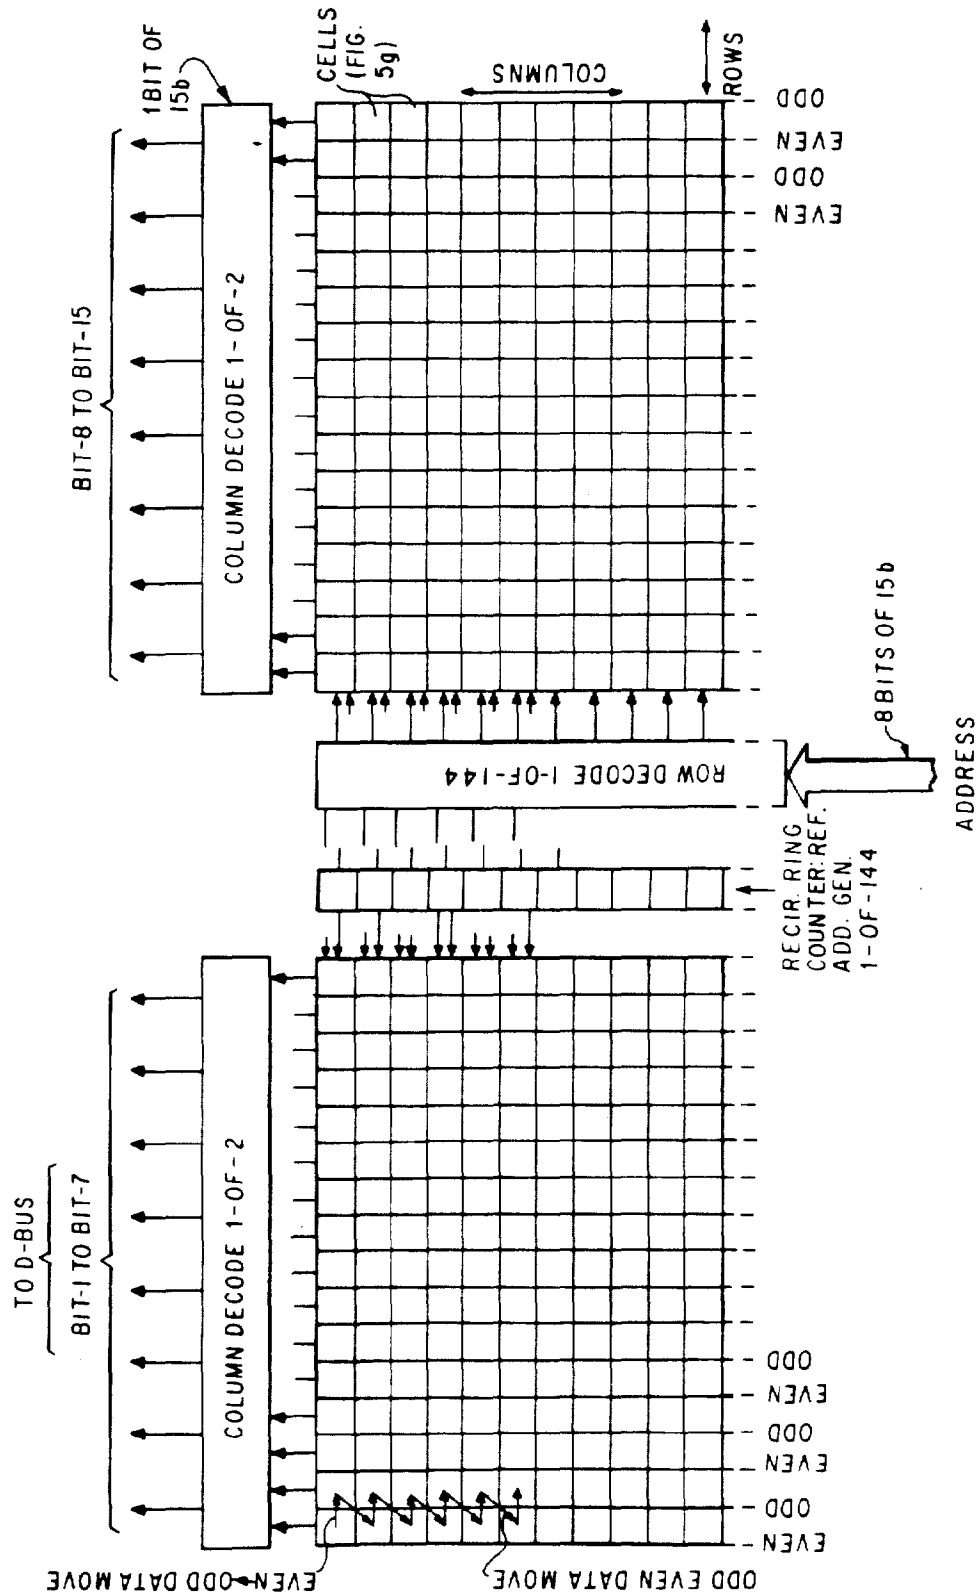 TO D-BUS
BIT-1 TO BIT-7
BIT-8 TO BIT-15
1 BIT OF
15b
COLUMN DECODE 1-OF-2
COLUMN DECODE 1-OF-2
CELLS
(FIG.
5g)
COLUMNS
ROWS
EVEN ODD DATA MOVE
ODD EVEN DATA MOVE
EVEN
ODD
EVEN
ODD
EVEN
ODD
RECIR. RING
COUNTER: REF.
ADD. GEN.
1-OF-144
ROW DECODE 1-OF-144
8 BITS OF 15b
ADDRESS
EVEN
ODD
EVEN
ODD